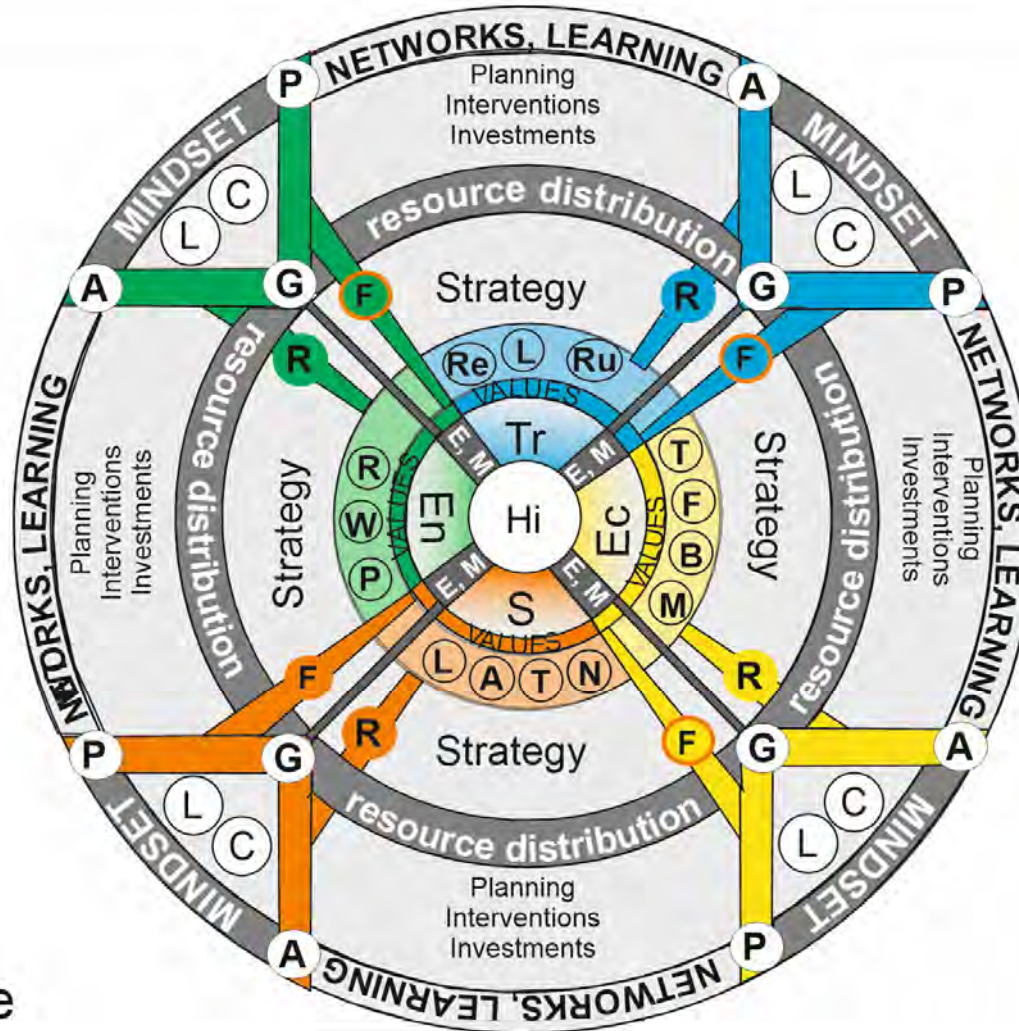 NETWORKS, LEARNING
P
A
Planning
Interventions
Investments
MINDSET
MINDSET
L
C
L
C
resource distribution
A
G
F
Strategy
R
G
P
R
F
Re
L
Ru
VALUES
Tr
E, M
E, M
NETWORKS, LEARNING
Planning
Interventions
Investments
resource distribution
Strategy
R
W
P
VALUES
En
Hi
Ec
VALUES
T
F
B
M
Strategy
resource distribution
Planning
Interventions
Investments
NETWORKS, LEARNING
E, M
E, M
S
VALUES
L
A
T
N
F
R
R
F
P
G
Strategy
G
A
L
C
resource distribution
C
L
MINDSET
MINDSET
Planning
Interventions
Investments
A
P
NETWORKS, LEARNING
e